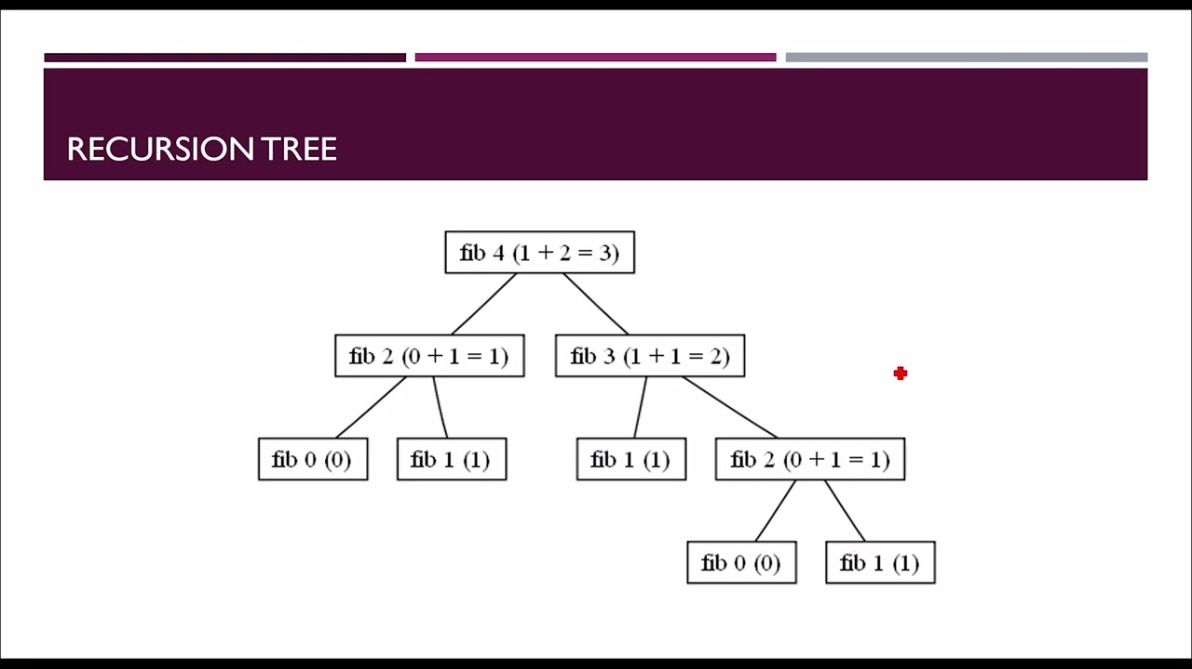 RECURSION TREE
fib 4 (1 + 2 = 3)
fib 2 (0 + 1 = 1)
fib 3 (1 + 1 = 2)
fib 0 (0)
fib 1 (1)
fib 1 (1)
fib 2 (0 + 1 = 1)
fib 0 (0)
fib 1 (1)